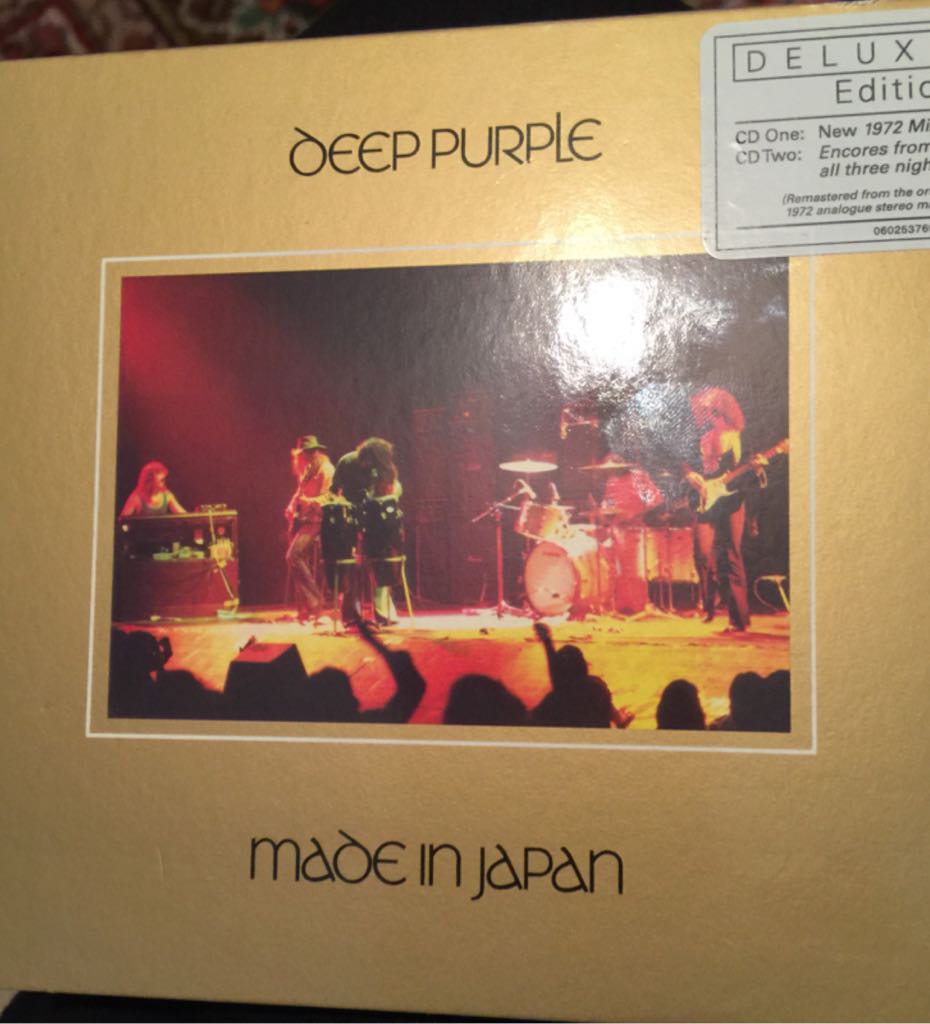 DEEP PURPLE
DELUX
Editio
CD One: New 1972 Mi
CD Two: Encores from
all three nigh
(Remastered from the or
1972 analogue stereo m
06025376
MADE IN JAPAN